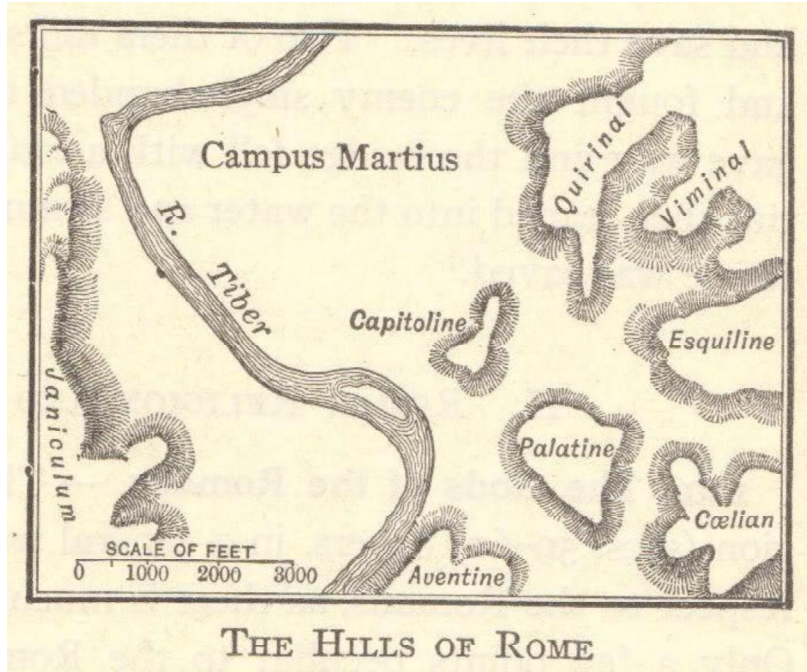 Campus Martius
Quirinal
Viminal
R. Tiber
Capitoline
Esquiline
Janiculum
Palatine
Cœlian
Aventine
SCALE OF FEET
0 1000 2000 3000
THE HILLS OF ROME